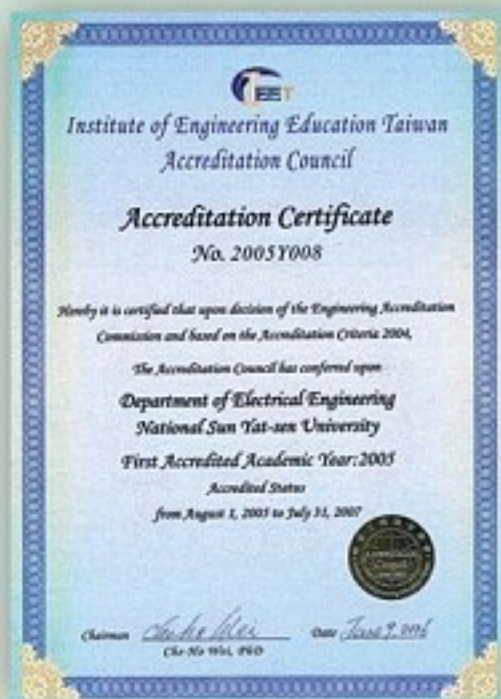 IEET
Institute of Engineering Education Taiwan
Accreditation Council
Accreditation Certificate
No. 2005Y008
Hereby it is certified that upon decision of the Engineering Accreditation
Commission and based on the Accreditation Criteria 2004,
The Accreditation Council has conferred upon
Department of Electrical Engineering
National Sun Yat-sen University
First Accredited Academic Year:2005
Accredited Status
from August 1, 2005 to July 31, 2007
Chairman Date June 9, 2006
Che-Ho Wei, PhD